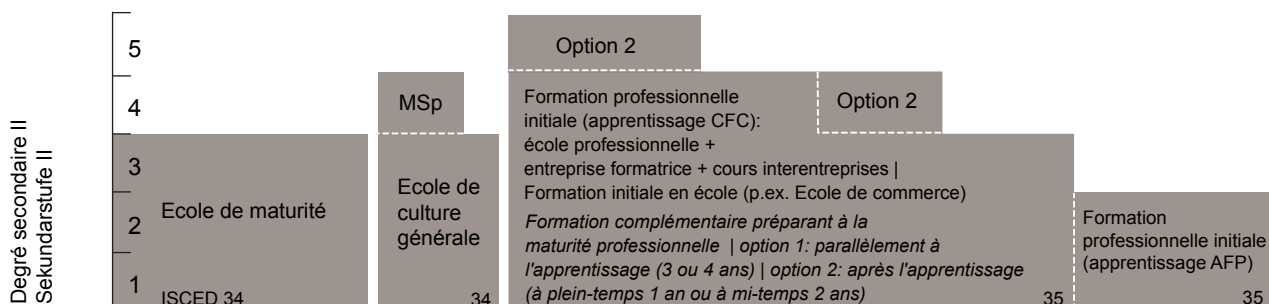 Degré secondaire II
Sekundarstufe II
5
4
3
2
1
Ecole de maturité
ISCED 34
MSp
Ecole de
culture
générale
34
Option 2
Formation professionnelle
initiale (apprentissage CFC):
école professionnelle +
entreprise formatrice + cours interentreprises |
Formation initiale en école (p.ex. Ecole de commerce)
Formation complémentaire préparant à la
maturité professionnelle | option 1: parallèlement à
l'apprentissage (3 ou 4 ans) | option 2: après l'apprentissage
(à plein-temps 1 an ou à mi-temps 2 ans)
35
Option 2
Formation
professionnelle initiale
(apprentissage AFP)
35